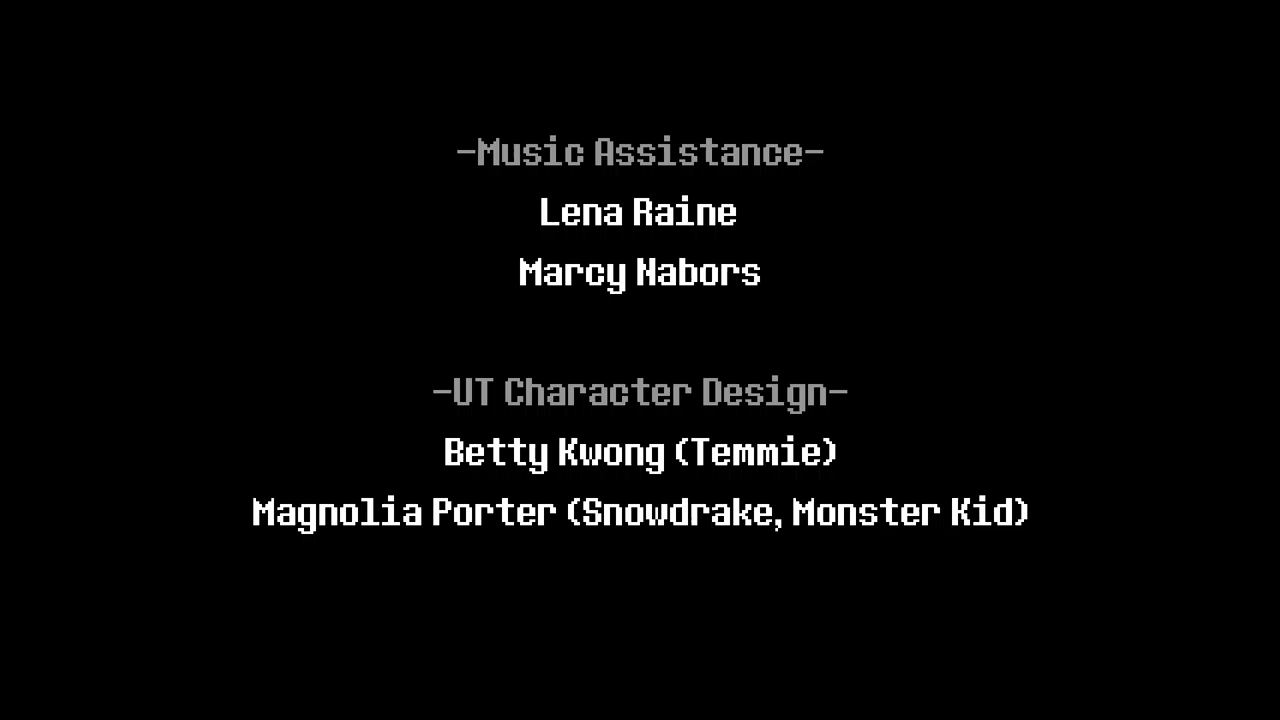 -Music Assistance-
Lena Raine
Marcy Nabors
-UT Character Design-
Betty Kwong (Temmie)
Magnolia Porter (Snowdrake, Monster Kid)